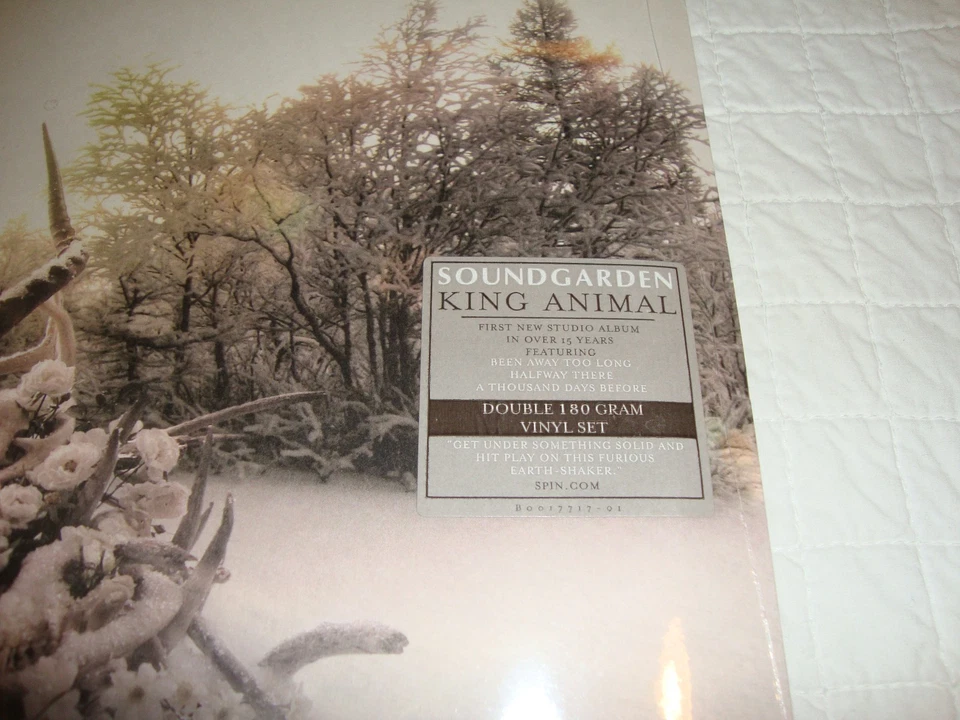 SOUNDGARDEN
KING ANIMAL
FIRST NEW STUDIO ALBUM
IN OVER 15 YEARS
FEATURING
BEEN AWAY TOO LONG
HALFWAY THERE
A THOUSAND DAYS BEFORE
DOUBLE 180 GRAM
VINYL SET
"GET UNDER SOMETHING SOLID AND
HIT PLAY ON THIS FURIOUS
EARTH-SHAKER."
SPIN.COM
B0017717-01